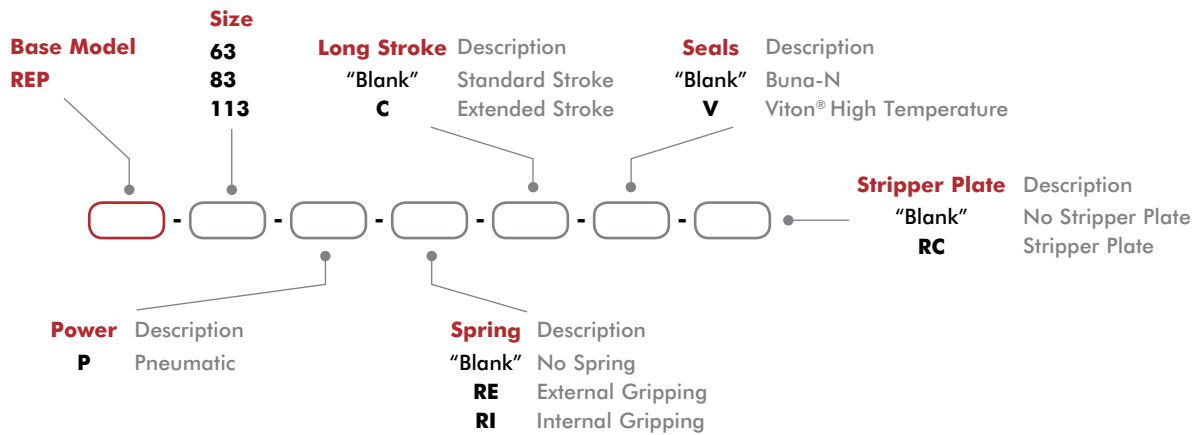 Size
63
83
113
Base Model
REP
Long Stroke Description
“Blank” Standard Stroke
C Extended Stroke
Seals Description
“Blank” Buna-N
V Viton® High Temperature
- - - - - -
Stripper Plate Description
“Blank” No Stripper Plate
RC Stripper Plate
Power Description
P Pneumatic
Spring Description
“Blank” No Spring
RE External Gripping
RI Internal Gripping